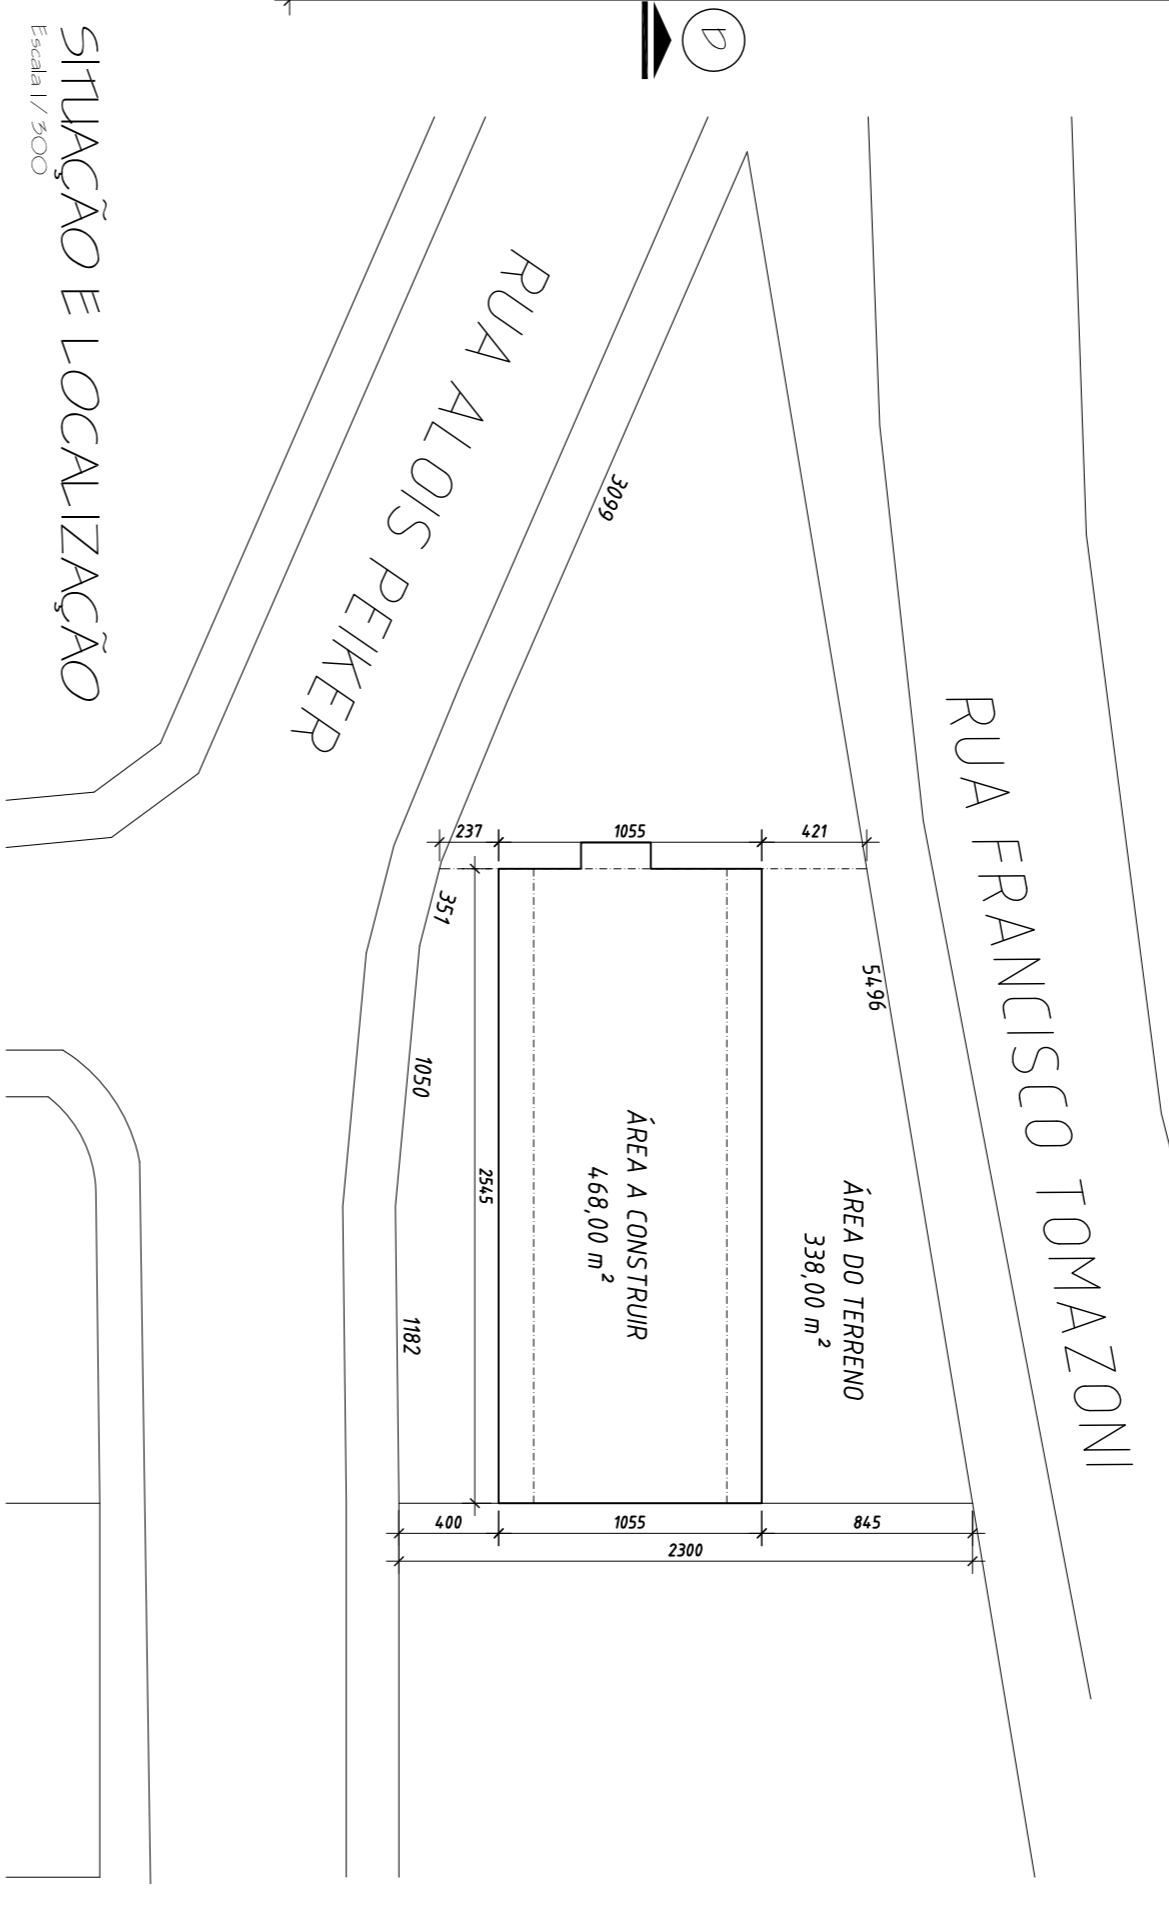 D
SITUAÇÃO E LOCALIZAÇÃO
Escala 1/300
RUA ALOIS PEIKER
RUA FRANCISCO TOMAZONI
3099
237
1055
421
351
5496
1050
2545
1182
ÁREA A CONSTRUIR
468,00 m²
ÁREA DO TERRENO
338,00 m²
400
1055
845
2300